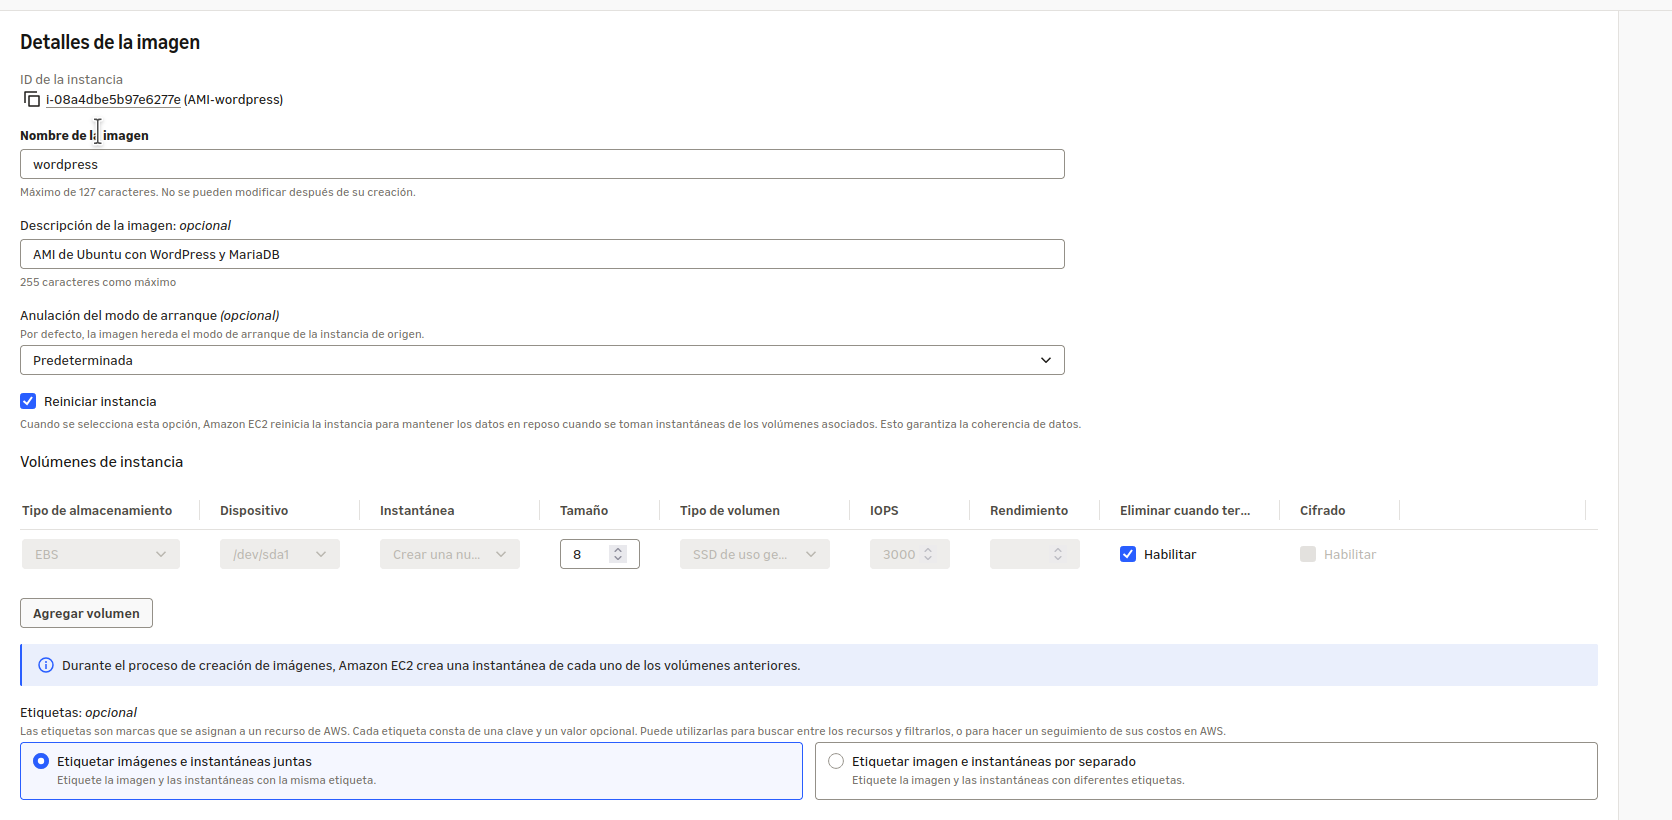 Detalles de la imagen
ID de la instancia
i-08a4dbe5b97e6277e (AMI-wordpress)
Nombre de la imagen
wordpress
Máximo de 127 caracteres. No se pueden modificar después de su creación.
Descripción de la imagen: opcional
AMI de Ubuntu con WordPress y MariaDB
255 caracteres como máximo
Anulación del modo de arranque (opcional)
Por defecto, la imagen hereda el modo de arranque de la instancia de origen.
Predeterminada
Reiniciar instancia
Cuando se selecciona esta opción, Amazon EC2 reinicia la instancia para mantener los datos en reposo cuando se toman instantáneas de los volúmenes asociados. Esto garantiza la coherencia de datos.
Volúmenes de instancia
Tipo de almacenamiento Dispositivo Instantánea Tamaño Tipo de volumen IOPS Rendimiento Eliminar cuando ter... Cifrado
EBS /dev/sda1 Crear una nu... 8 SSD de uso ge... 3000 Habilitar Habilitar
Agregar volumen
Durante el proceso de creación de imágenes, Amazon EC2 crea una instantánea de cada uno de los volúmenes anteriores.
Etiquetas: opcional
Las etiquetas son marcas que se asignan a un recurso de AWS. Cada etiqueta consta de una clave y un valor opcional. Puede utilizarlas para buscar entre los recursos y filtrarlos, o para hacer un seguimiento de sus costos en AWS.
Etiquetar imágenes e instantáneas juntas
Etiquete la imagen y las instantáneas con la misma etiqueta.
Etiquetar imagen e instantáneas por separado
Etiquete la imagen y las instantáneas con diferentes etiquetas.